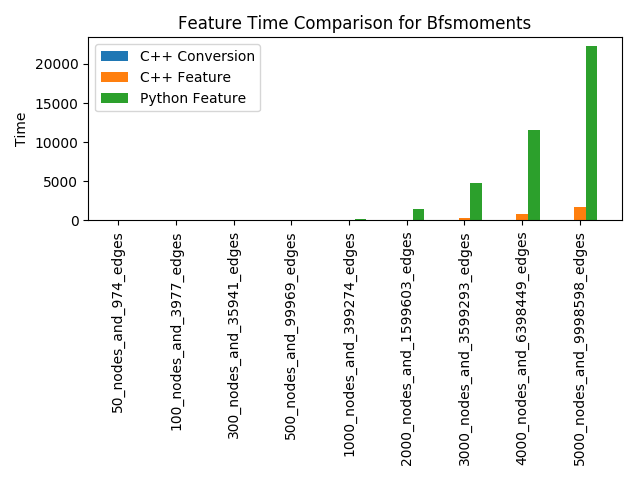 Feature Time Comparison for Bfsmoments
C++ Conversion
C++ Feature
Python Feature
Time
20000
15000
10000
5000
0
50_nodes_and_974_edges
100_nodes_and_3977_edges
300_nodes_and_35941_edges
500_nodes_and_99969_edges
1000_nodes_and_399274_edges
2000_nodes_and_1599603_edges
3000_nodes_and_3599293_edges
4000_nodes_and_6398449_edges
5000_nodes_and_9998598_edges